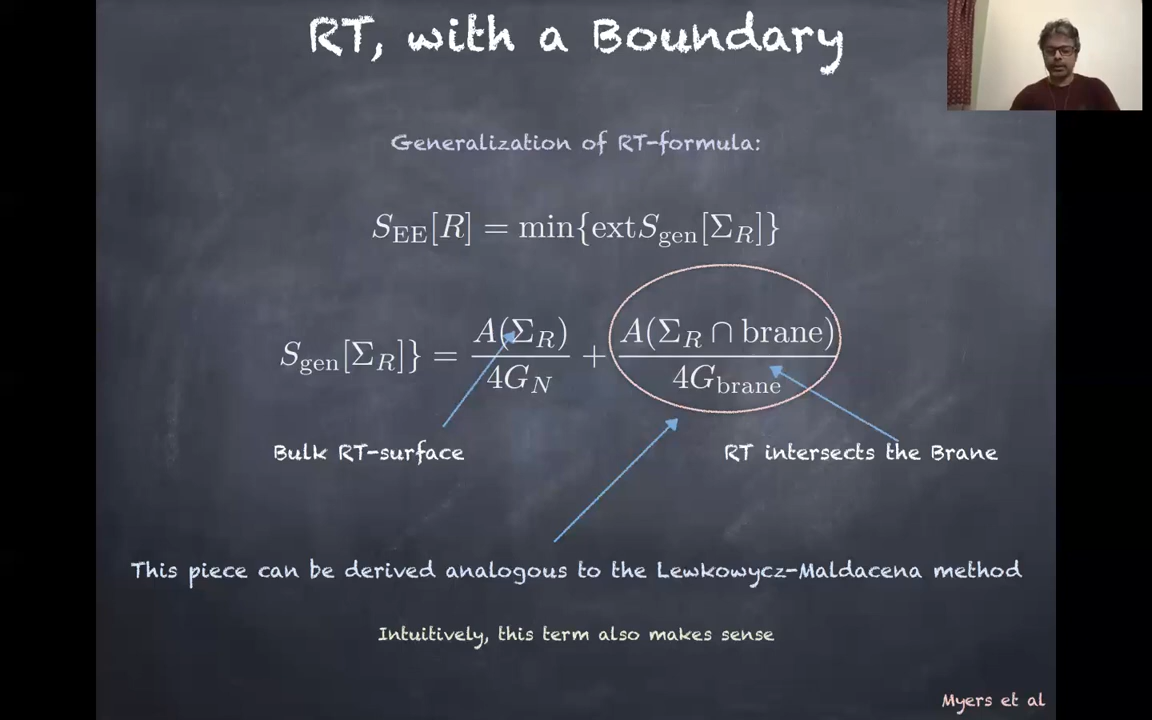 RT, with a Boundary
Generalization of RT-formula:
S_EE[R] = min{ext S_gen[Σ_R]}
S_gen[Σ_R]} = A(Σ_R)/4G_N + A(Σ_R ∩ brane)/4G_brane
Bulk RT-surface
RT intersects the Brane
This piece can be derived analogous to the Lewkowycz-Maldacena method
Intuitively, this term also makes sense
Myers et al